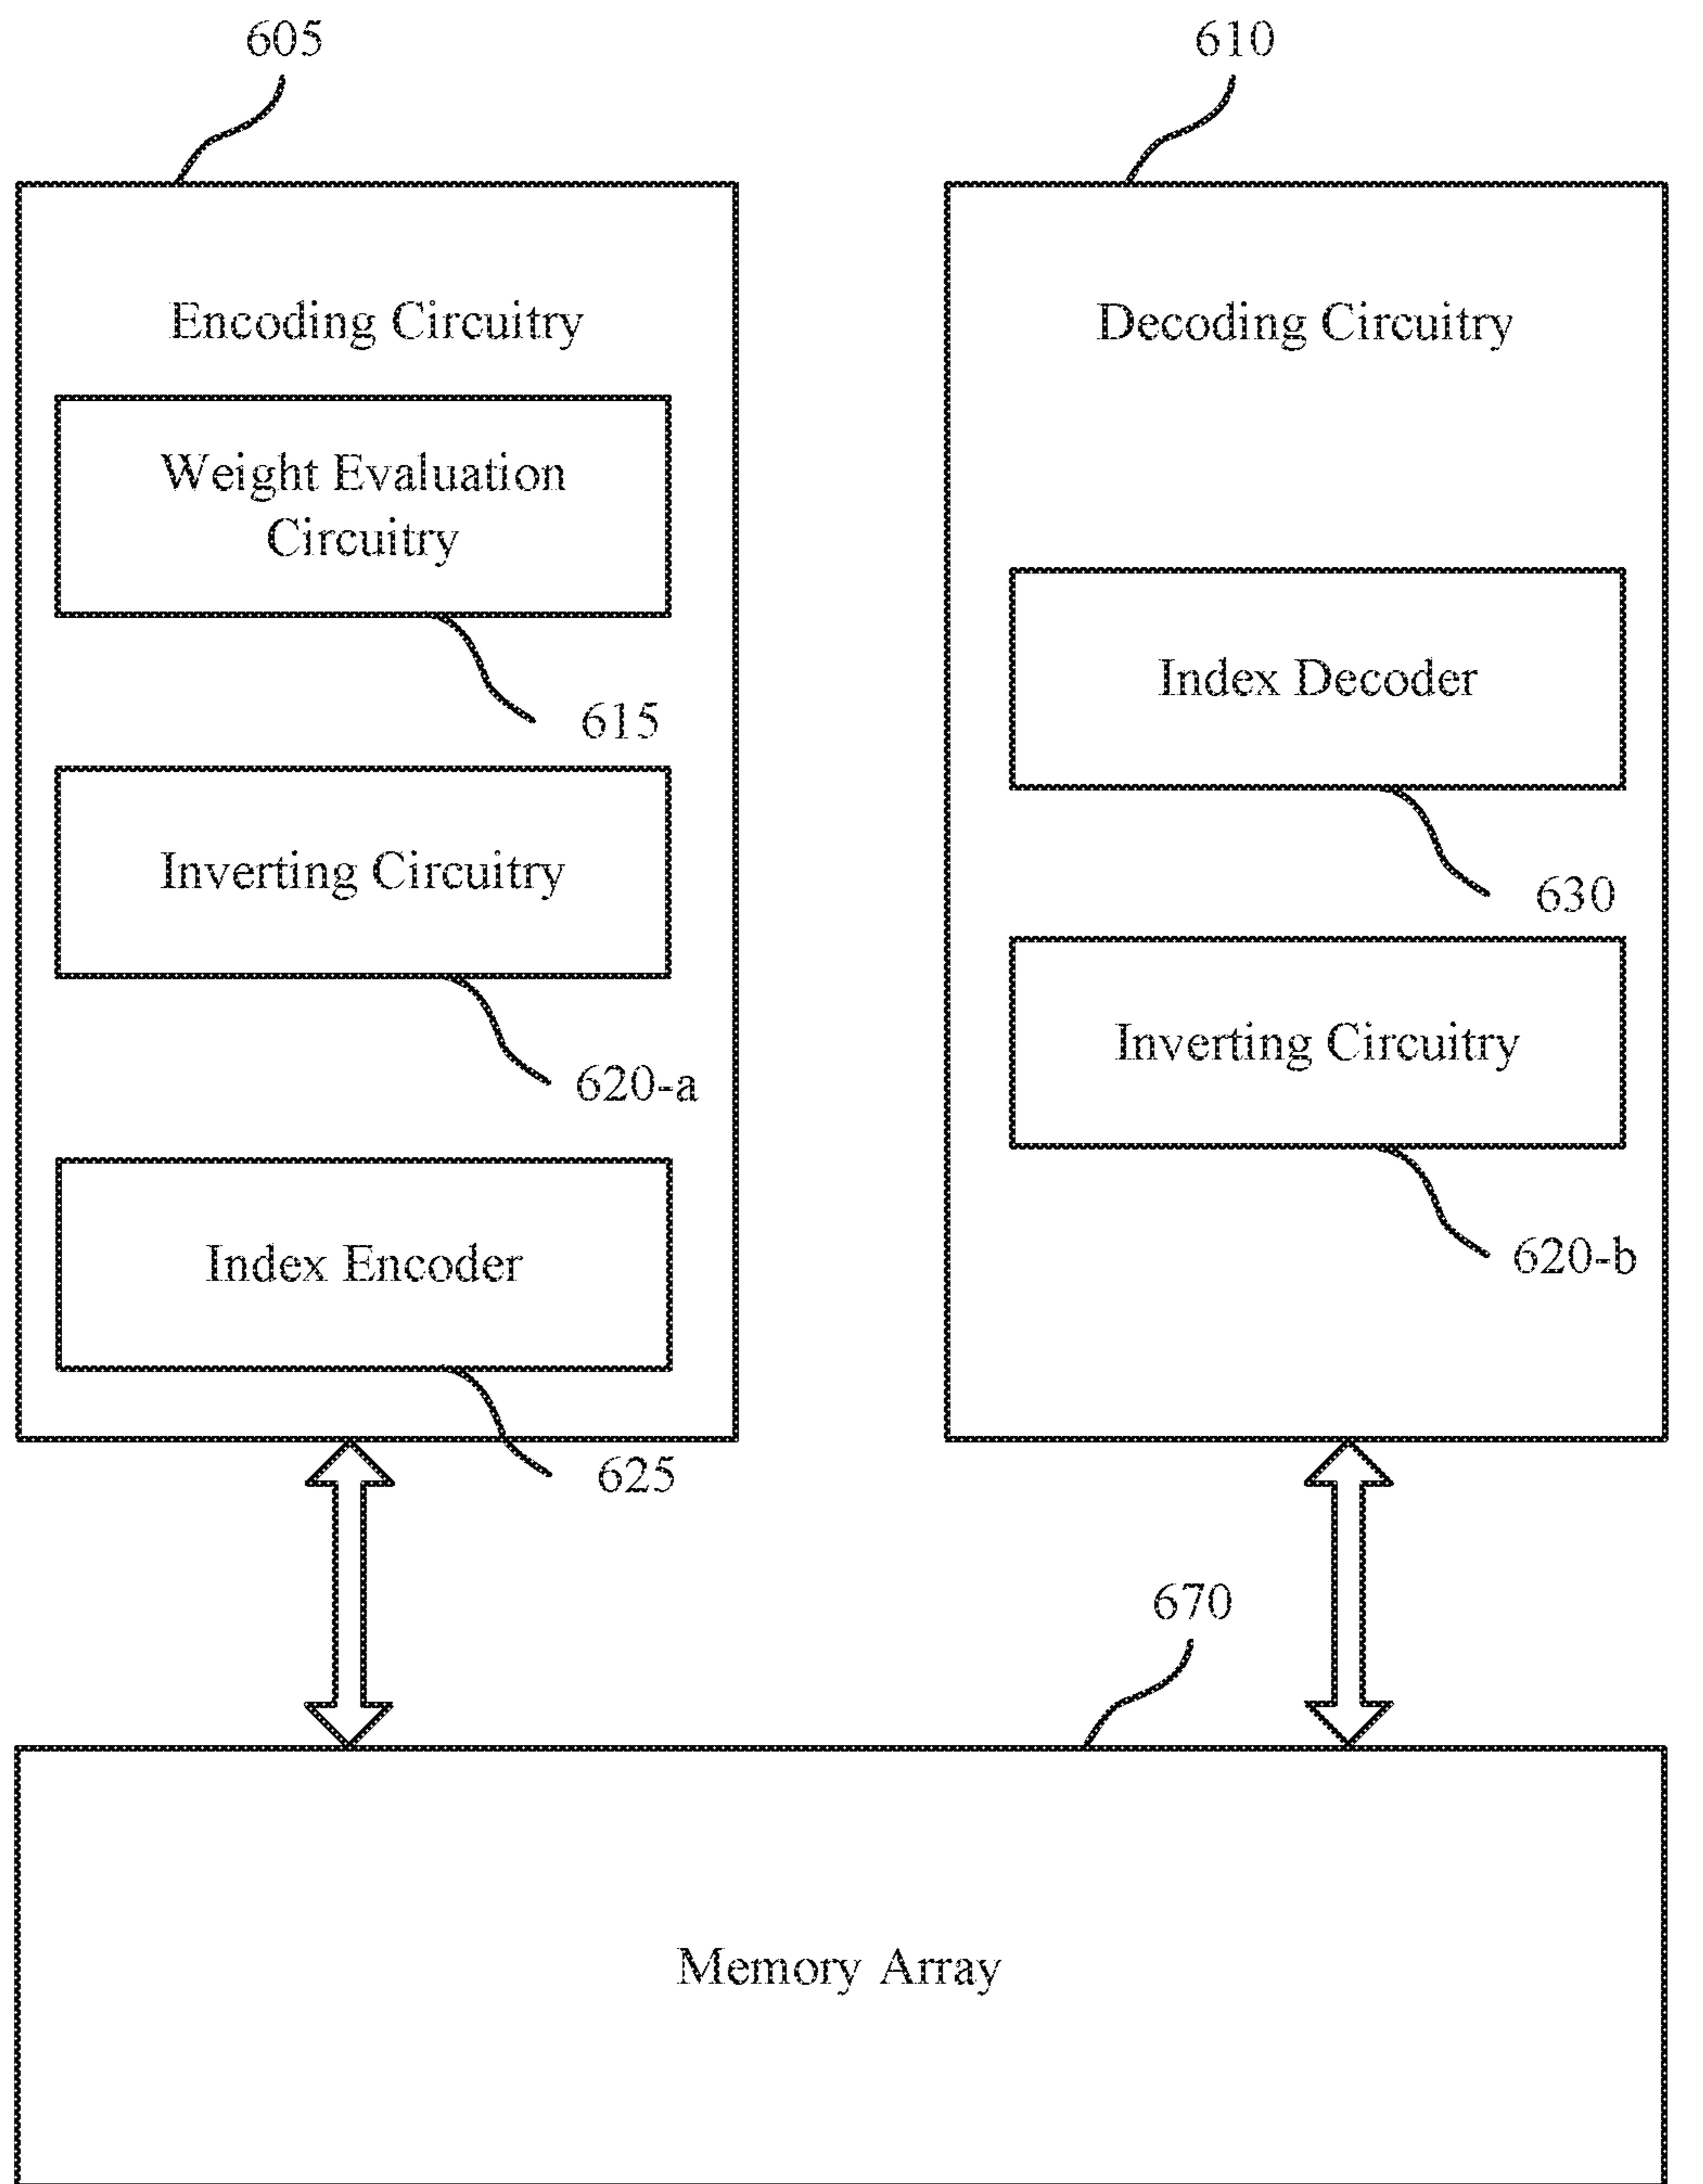 605
610
Encoding Circuitry
Decoding Circuitry
Weight Evaluation
Circuitry
615
Index Decoder
630
Inverting Circuitry
620-a
Inverting Circuitry
620-b
Index Encoder
625
670
Memory Array